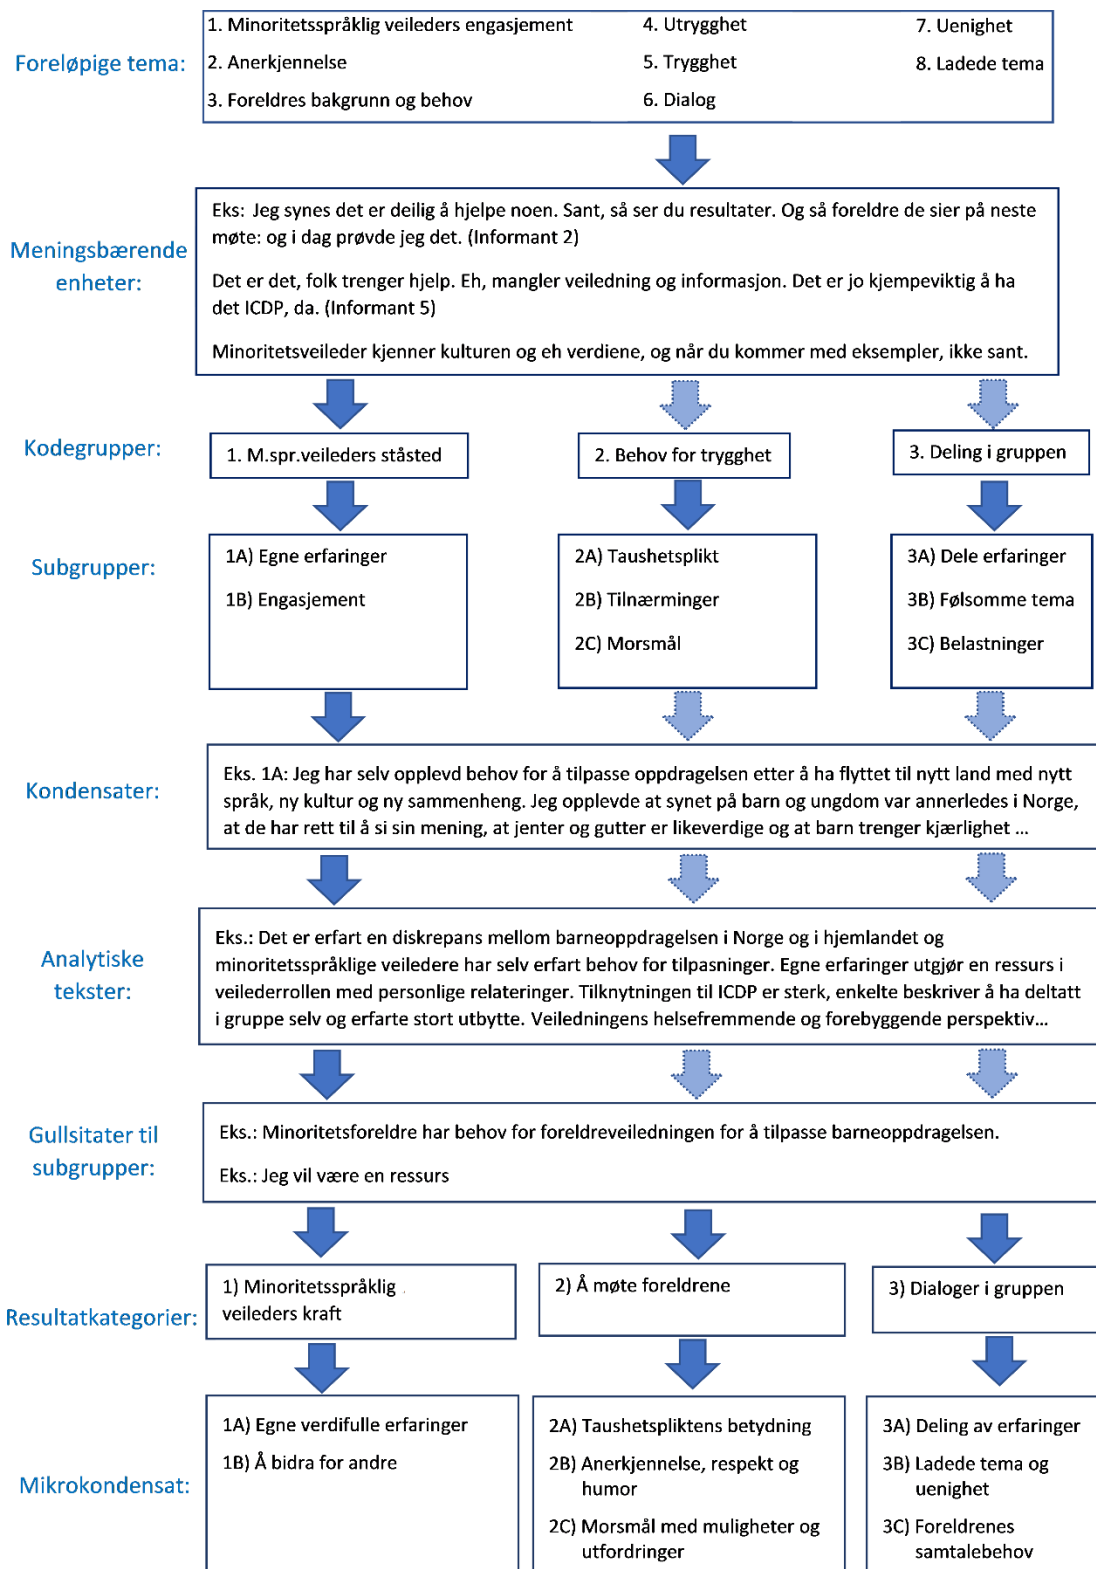 Foreløpige tema:
1. Minoritetsspråklig veileders engasjement
2. Anerkjennelse
3. Foreldres bakgrunn og behov
4. Utrygghet
5. Trygghet
6. Dialog
7. Uenighet
8. Ladede tema
Meningsbærende
enheter:
Eks: Jeg synes det er deilig å hjelpe noen. Sant, så ser du resultater. Og så foreldre de sier på neste
møte: og i dag prøvde jeg det. (Informant 2)
Det er det, folk trenger hjelp. Eh, mangler veiledning og informasjon. Det er jo kjempeviktig å ha
det ICDP, da. (Informant 5)
Minoritetsveileder kjenner kulturen og eh verdiene, og når du kommer med eksempler, ikke sant.
Kodegrupper:
1. M.spr.veileders ståsted
2. Behov for trygghet
3. Deling i gruppen
Subgrupper:
1A) Egne erfaringer
1B) Engasjement
2A) Taushetsplikt
2B) Tilnærminger
2C) Morsmål
3A) Dele erfaringer
3B) Følsomme tema
3C) Belastninger
Kondensater:
Eks. 1A: Jeg har selv opplevd behov for å tilpasse oppdragelsen etter å ha flyttet til nytt land med nytt
språk, ny kultur og ny sammenheng. Jeg opplevde at synet på barn og ungdom var annerledes i Norge,
at de har rett til å si sin mening, at jenter og gutter er likeverdige og at barn trenger kjærlighet ...
Analytiske
tekster:
Eks.: Det er erfart en diskrepans mellom barneoppdragelsen i Norge og i hjemlandet og
minoritetsspråklige veiledere har selv erfart behov for tilpasninger. Egne erfaringer utgjør en ressurs i
veilederrollen med personlige relateringer. Tilknytningen til ICDP er sterk, enkelte beskriver å ha deltatt
i gruppe selv og erfarte stort utbytte. Veiledningens helsefremmende og forebyggende perspektiv...
Gullsitater til
subgrupper:
Eks.: Minoritetsforeldre har behov for foreldreveiledningen for å tilpasse barneoppdragelsen.
Eks.: Jeg vil være en ressurs
Resultatkategorier:
1) Minoritetsspråklig
veileders kraft
2) Å møte foreldrene
3) Dialoger i gruppen
Mikrokondensat:
1A) Egne verdifulle erfaringer
1B) Å bidra for andre
2A) Taushetspliktens betydning
2B) Anerkjennelse, respekt og
humor
2C) Morsmål med muligheter og
utfordringer
3A) Deling av erfaringer
3B) Ladede tema og
uenighet
3C) Foreldrenes
samtalebehov